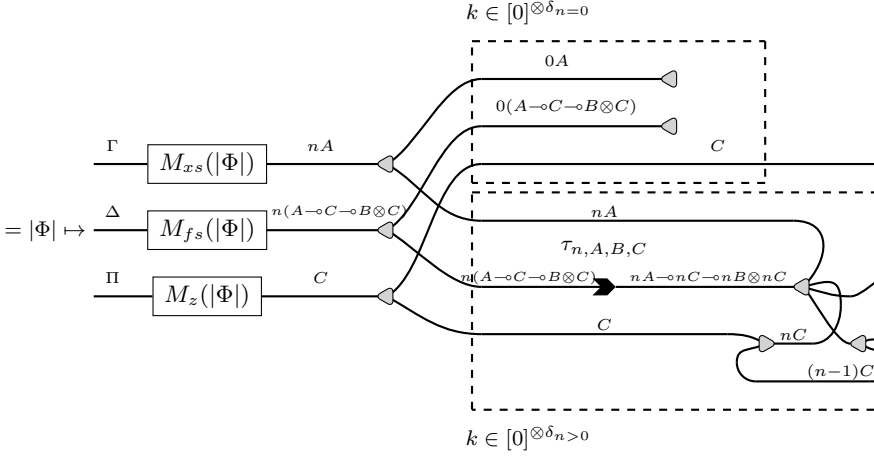 k ∈ [0]^{⊗δ_{n=0}}
0A
0(A⊸C⊸B⊗C)
Γ M_{xs}(|Φ|) nA C
nA
= |Φ| ↦ Δ M_{fs}(|Φ|) n(A⊸C⊸B⊗C)
τ_{n,A,B,C}
n(A⊸C⊸B⊗C) nA⊸nC⊸nB⊗nC
Π M_z(|Φ|) C
C
nC
(n−1)C
k ∈ [0]^{⊗δ_{n>0}}